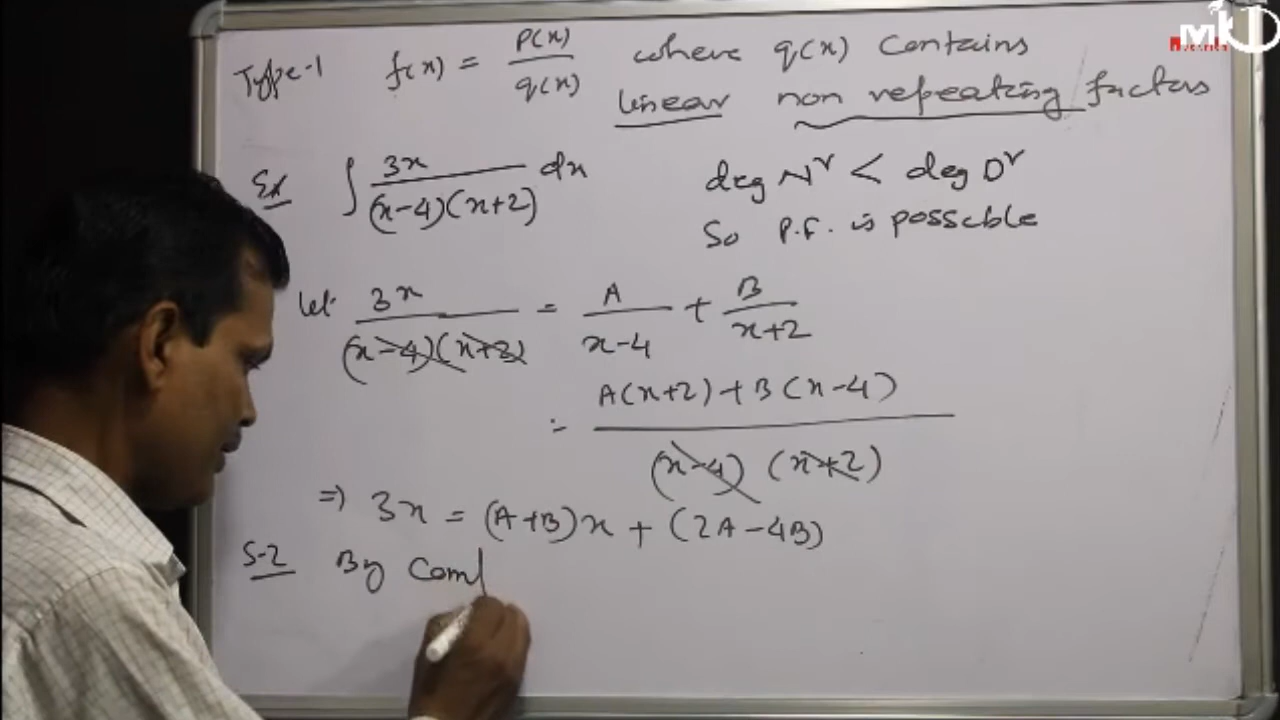 Type-1 f(x) = P(x)/q(x) where q(x) contains
linear non repeating factors
Ex ∫ 3x/(x-4)(x+2) dx
deg Nʳ < deg Dʳ
So P.F. is possible
Let 3x/(x-4)(x+2) = A/x-4 + B/x+2
= A(x+2)+B(x-4)/(x-4)(x+2)
⇒ 3x = (A+B)x + (2A-4B)
S-2 By Com